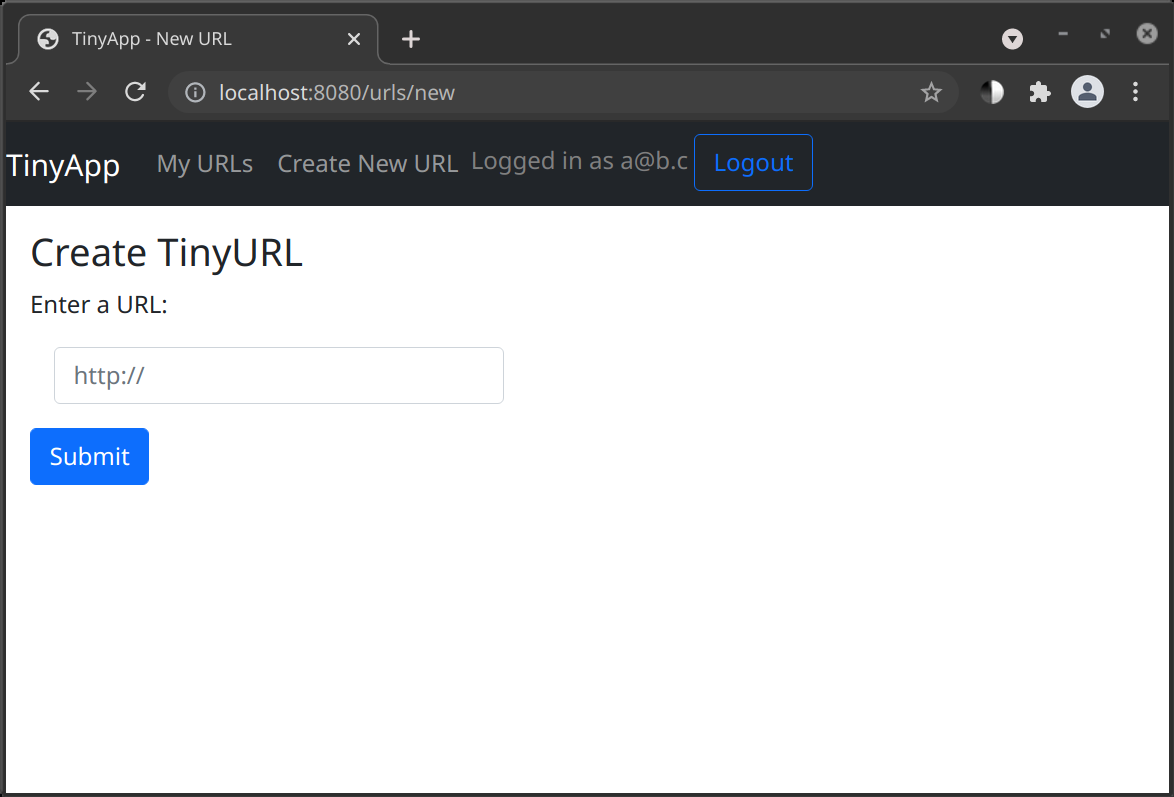 TinyApp - New URL
localhost:8080/urls/new
TinyApp My URLs Create New URL Logged in as a@b.c Logout
Create TinyURL
Enter a URL:
http://
Submit